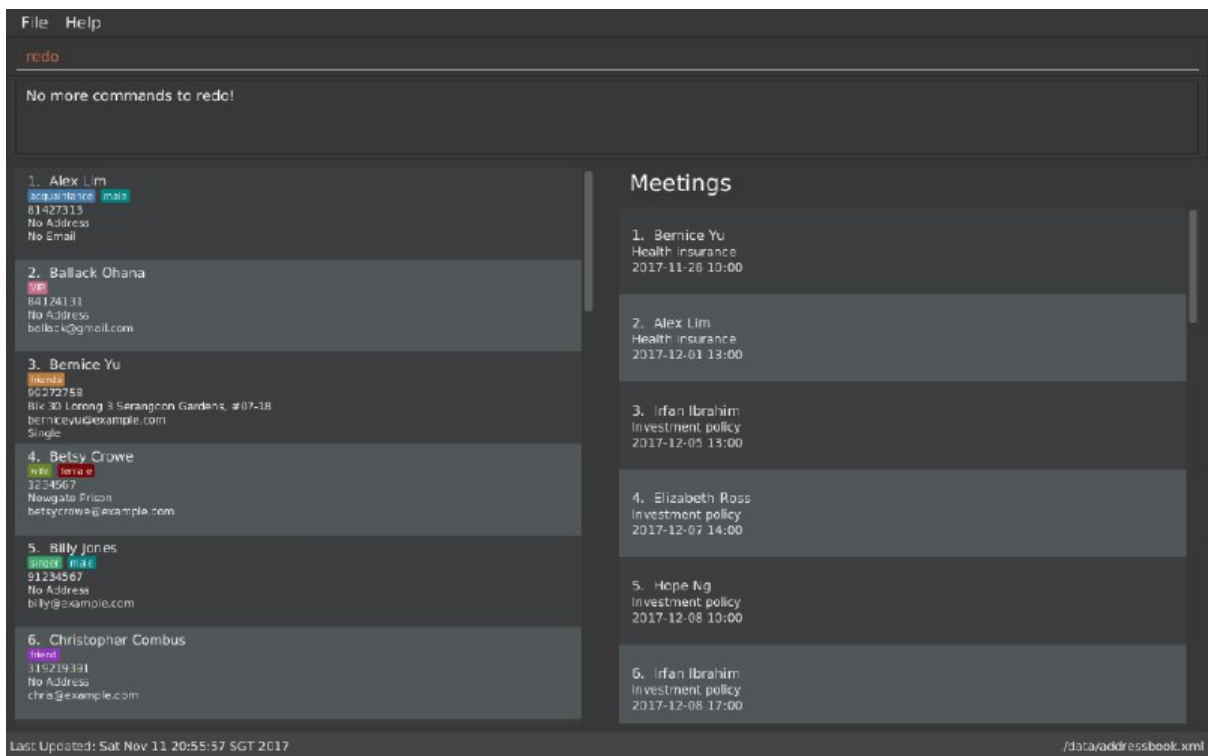 File Help
redo
No more commands to redo!
1. Alex Lim
acquaintance male
81427313
No Address
No Email
2. Ballack Ohana
VIP
84124131
No Address
ballack@gmail.com
3. Bernice Yu
friends
99272758
Blk 30 Lorong 3 Serangoon Gardens, #07-18
berniceyu@example.com
Single
4. Betsy Crowe
wife female
1234567
Newgate Prison
betsycrowe@example.com
5. Billy Jones
singer male
91234567
No Address
billy@example.com
6. Christopher Combus
friend
319219391
No Address
chris@example.com
Meetings
1. Bernice Yu
Health insurance
2017-11-28 10:00
2. Alex Lim
Health insurance
2017-12-01 13:00
3. Irfan Ibrahim
Investment policy
2017-12-05 13:00
4. Elizabeth Ross
Investment policy
2017-12-07 14:00
5. Hope Ng
Investment policy
2017-12-08 10:00
6. Irfan Ibrahim
Investment policy
2017-12-08 17:00
Last Updated: Sat Nov 11 20:55:57 SGT 2017
./data/addressbook.xml